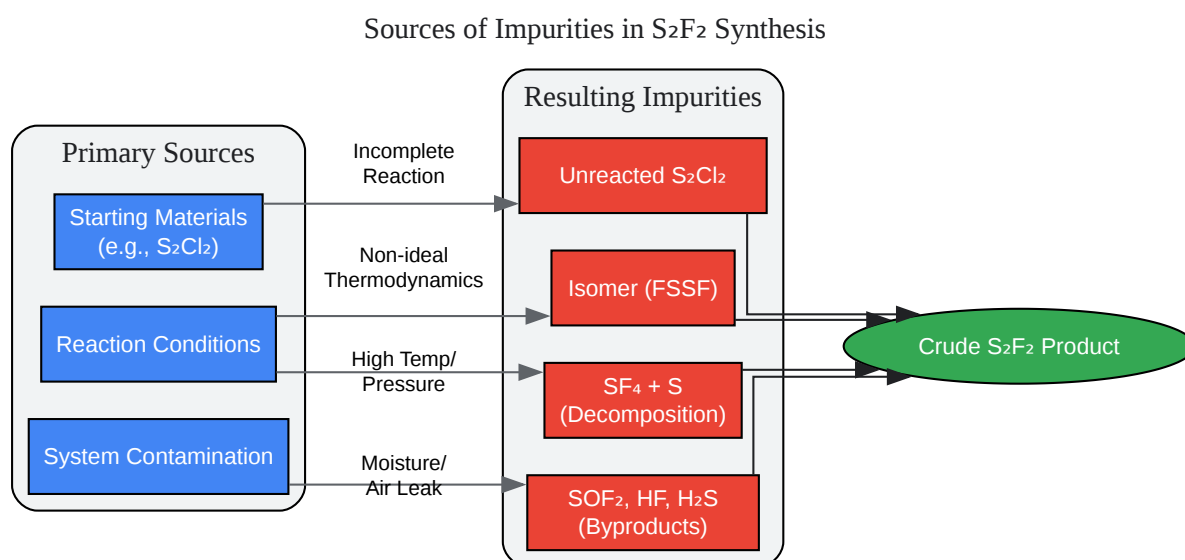 Sources of Impurities in S₂F₂ Synthesis
Primary Sources
Starting Materials
(e.g., S₂Cl₂)
Reaction Conditions
System Contamination
Incomplete
Reaction
Non-ideal
Thermodynamics
High Temp/
Pressure
Moisture/
Air Leak
Resulting Impurities
Unreacted S₂Cl₂
Isomer (FSSF)
SF₄ + S
(Decomposition)
SOF₂, HF, H₂S
(Byproducts)
Crude S₂F₂ Product